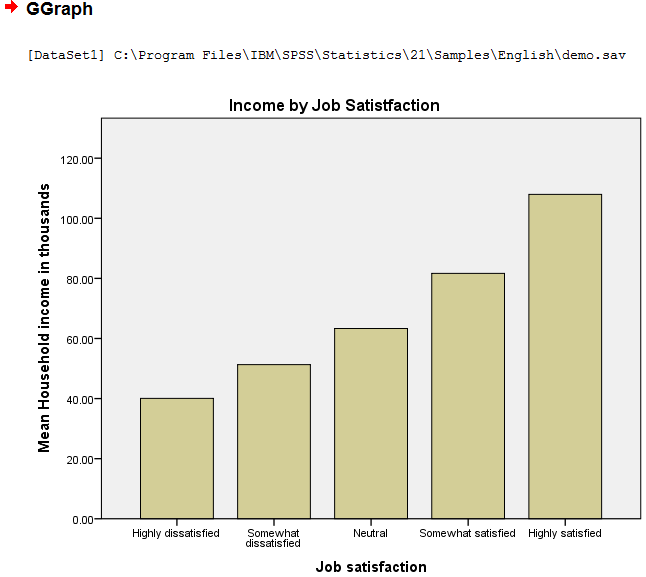 GGraph
[DataSet1] C:\Program Files\IBM\SPSS\Statistics\21\Samples\English\demo.sav
Income by Job Satistfaction
Mean Household income in thousands
120.00
100.00
80.00
60.00
40.00
20.00
0.00
Highly dissatisfied
Somewhat
dissatisfied
Neutral
Somewhat satisfied
Highly satisfied
Job satisfaction